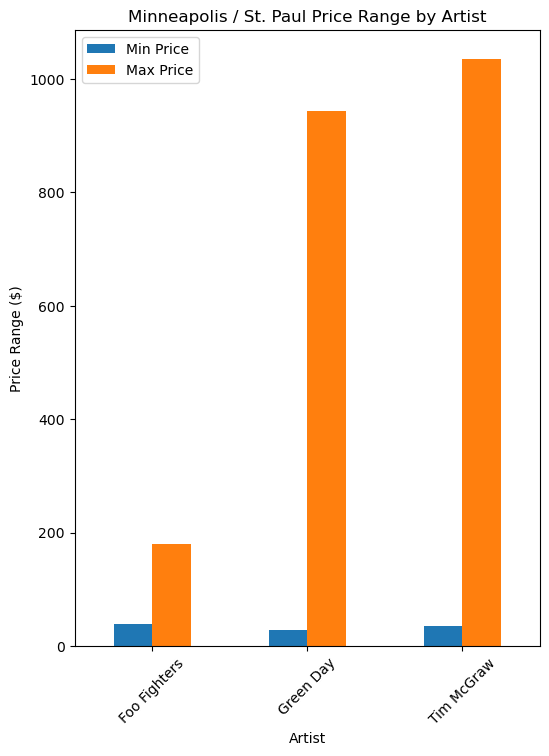 Minneapolis / St. Paul Price Range by Artist
Min Price
Max Price
1000
800
600
400
200
0
Price Range ($)
Foo Fighters
Green Day
Tim McGraw
Artist